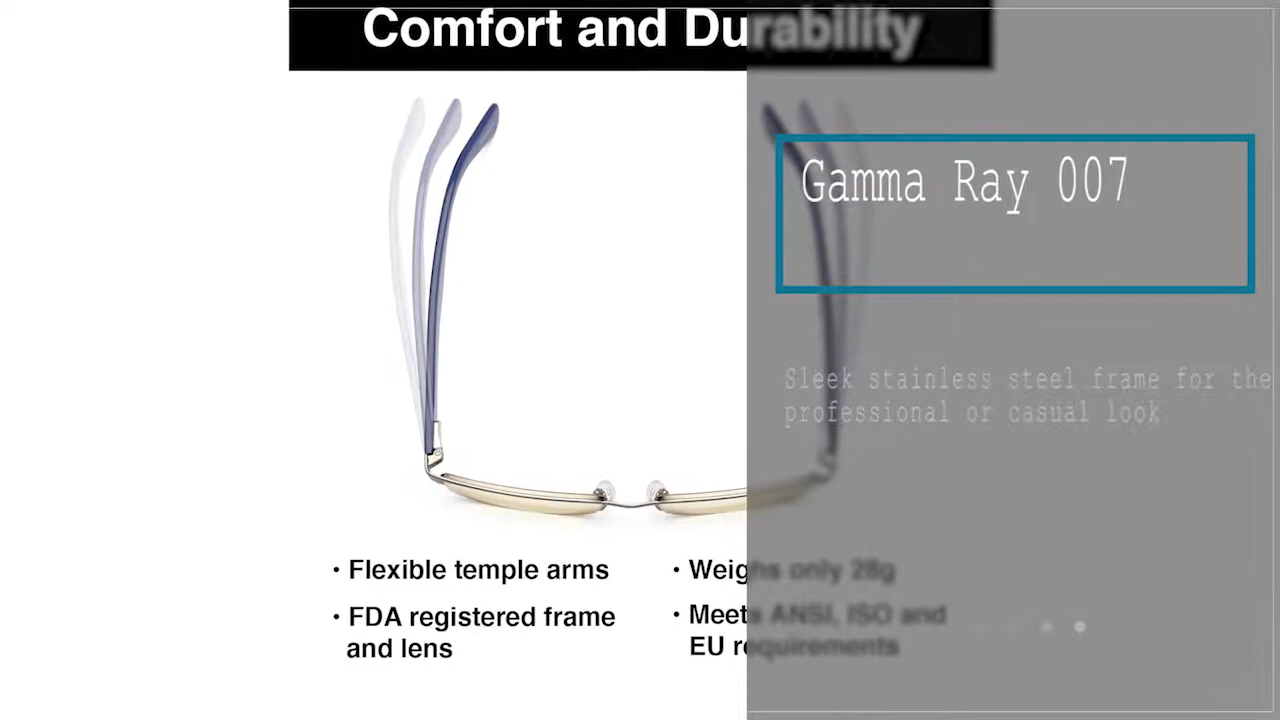 Comfort and Durability
Gamma Ray 007
Sleek stainless steel frame for the
professional or casual look
• Flexible temple arms
• FDA registered frame
and lens
• Weighs only 28g
• Meets ANSI, ISO and
EU requirements